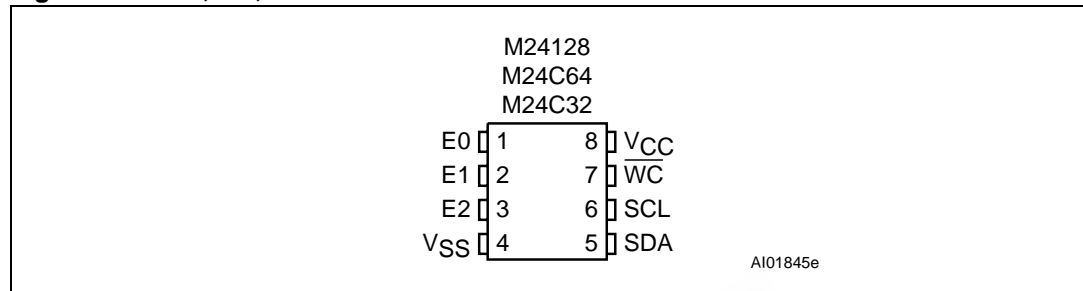 M24128
M24C64
M24C32
E0 1 8 VCC
E1 2 7 W̅C̅
E2 3 6 SCL
VSS 4 5 SDA
AI01845e